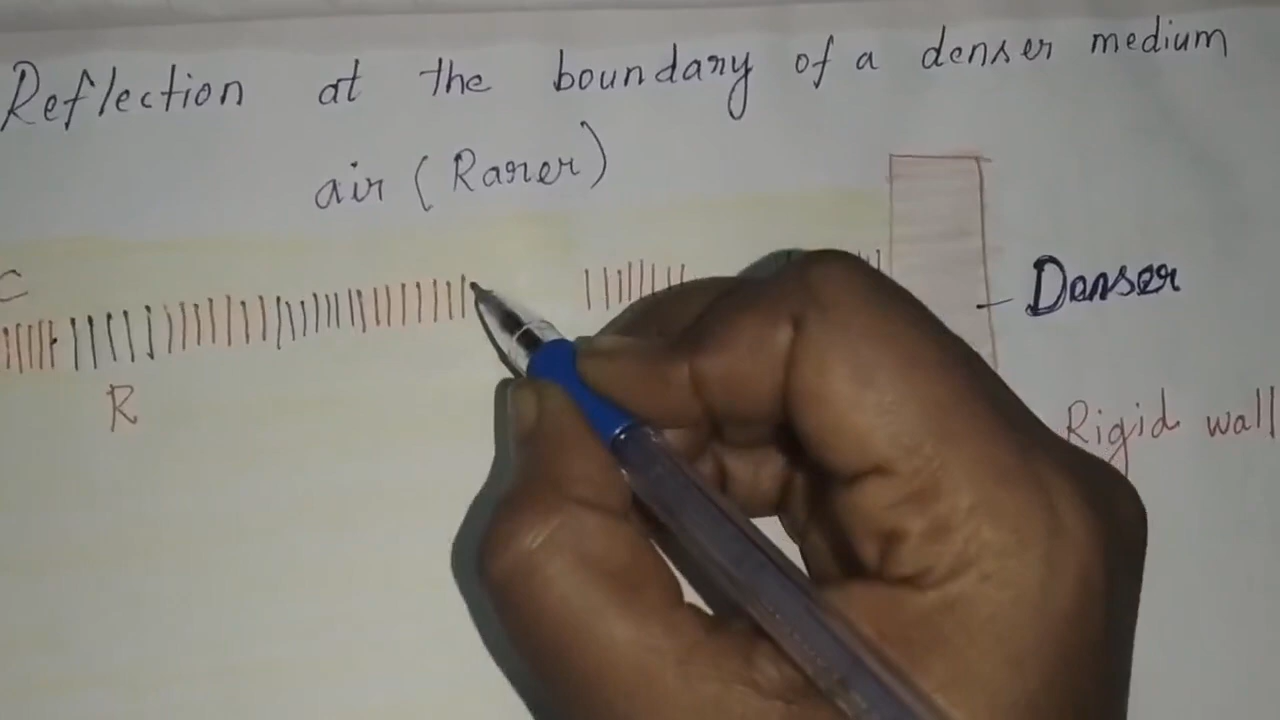 Reflection at the boundary of a denser medium
air (Rarer)
C
Denser
R
Rigid wall